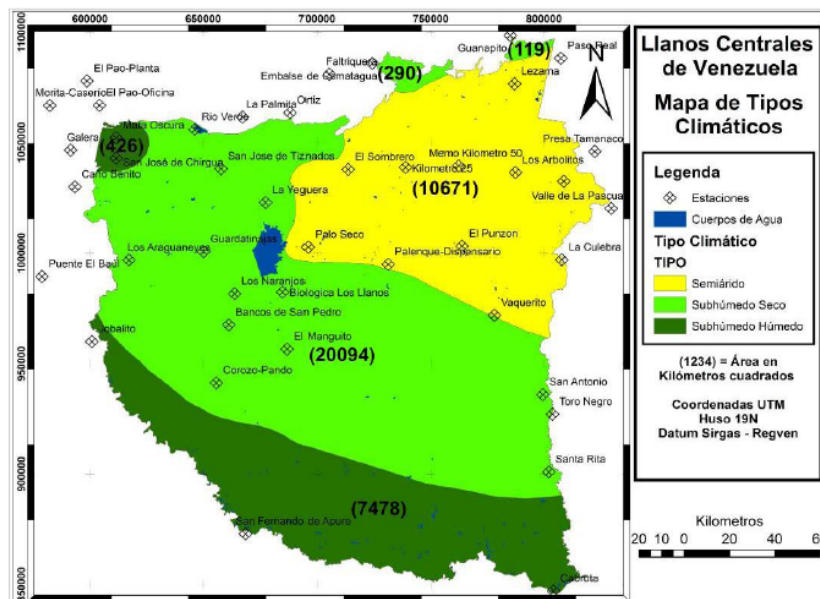 600000 650000 700000 750000 800000
1100000
1050000
1000000
950000
900000
850000
Guanapito
(119)
Paso Real
Faltriquera
(290)
El Pao-Planta
Lezama
Morita-Caserio
El Pao-Oficina
La Palmita
Ortiz
Rio Verde
Mata Oscura
Galera
(426)
San José de Chirgua
San Jose de Tiznados
El Sombrero
Memo Kilometro 50
Presa Tamanaco
Los Arbolitos
Kilometro 25
(10671)
Caño Benito
La Yeguera
Valle de La Pascua
Guardatinajas
Palo Seco
El Punzon
Los Araguaneyes
Palenque-Dispensario
La Culebra
Puente El Baúl
Los Naranjos
Biologica Los Llanos
Bancos de San Pedro
Vaquerito
Jobalito
El Manguito
(20094)
Corozo-Pando
San Antonio
Toro Negro
Santa Rita
(7478)
San Fernando de Apure
Cabruta
Llanos Centrales
de Venezuela
Mapa de Tipos
Climáticos
Legenda
Estaciones
Cuerpos de Agua
Tipo Climático
TIPO
Semiárido
Subhúmedo Seco
Subhúmedo Húmedo
(1234) = Área en
Kilómetros cuadrados
Coordenadas UTM
Huso 19N
Datum Sirgas - Regven
Kilometros
20 10 0 20 40